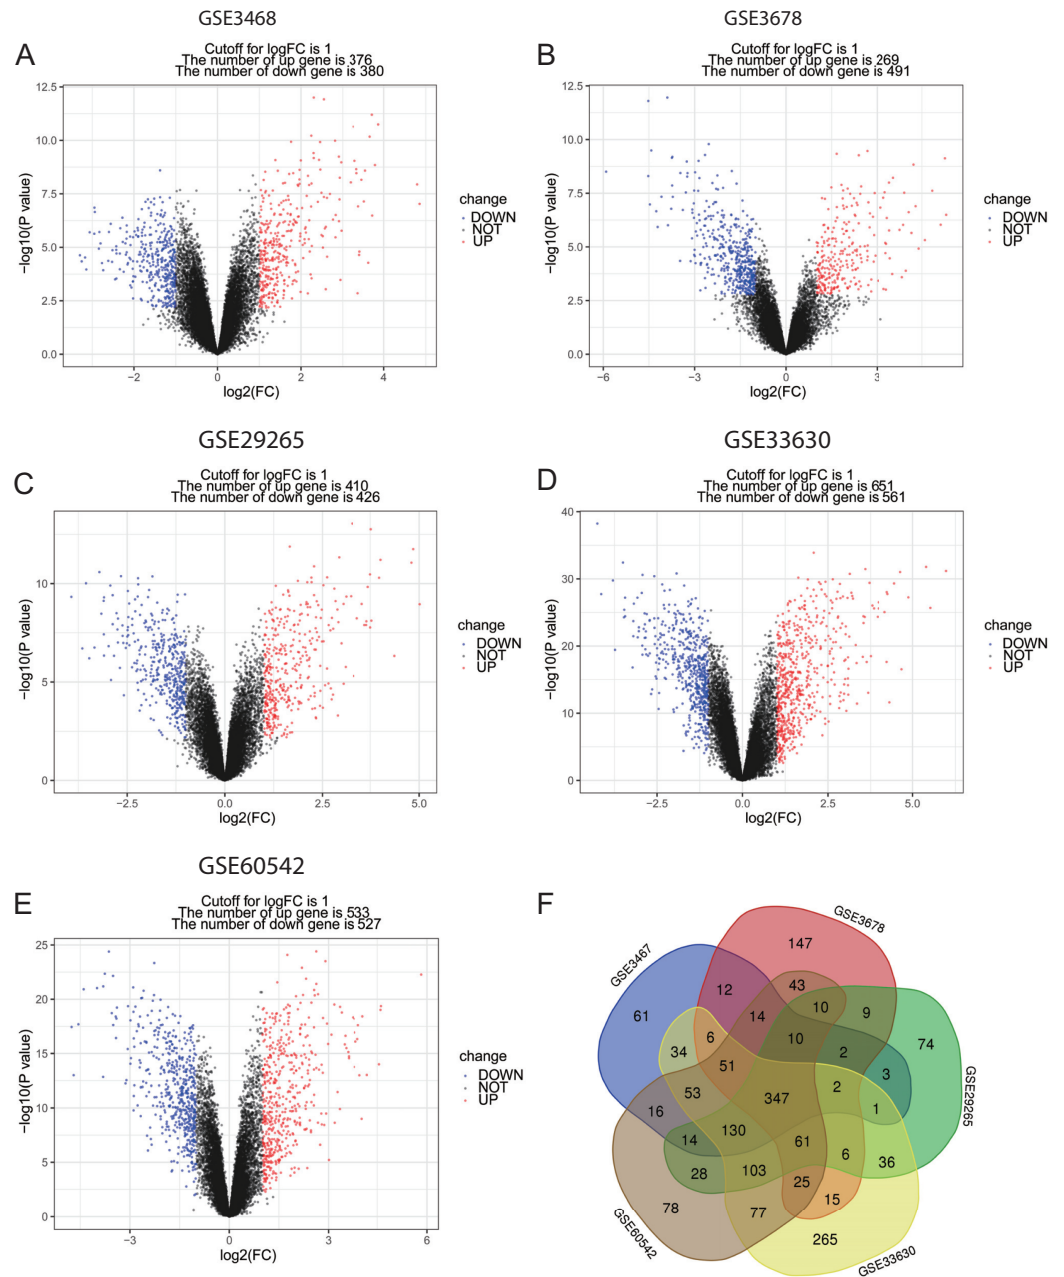 GSE3468
A
Cutoff for logFC is 1
The number of up gene is 376
The number of down gene is 380
12.5
10.0
7.5
5.0
2.5
0.0
−log10(P value)
−2
0
2
4
log2(FC)
change
DOWN
NOT
UP
GSE3678
B
Cutoff for logFC is 1
The number of up gene is 269
The number of down gene is 491
12.5
10.0
7.5
5.0
2.5
0.0
−log10(P value)
−6
−3
0
3
log2(FC)
change
DOWN
NOT
UP
GSE29265
C
Cutoff for logFC is 1
The number of up gene is 410
The number of down gene is 426
10
5
0
−log10(P value)
−2.5
0.0
2.5
5.0
log2(FC)
change
DOWN
NOT
UP
GSE33630
D
Cutoff for logFC is 1
The number of up gene is 651
The number of down gene is 561
40
30
20
10
0
−log10(P value)
−2.5
0.0
2.5
5.0
log2(FC)
change
DOWN
NOT
UP
GSE60542
E
Cutoff for logFC is 1
The number of up gene is 533
The number of down gene is 527
25
20
15
10
5
0
−log10(P value)
−3
0
3
6
log2(FC)
change
DOWN
NOT
UP
F
GSE3678
GSE3467
147
12
43
10
9
61
14
10
2
74
6
34
51
3
53
347
2
1
GSE29265
16
14
130
61
6
36
28
103
25
15
78
77
265
GSE60542
GSE33630